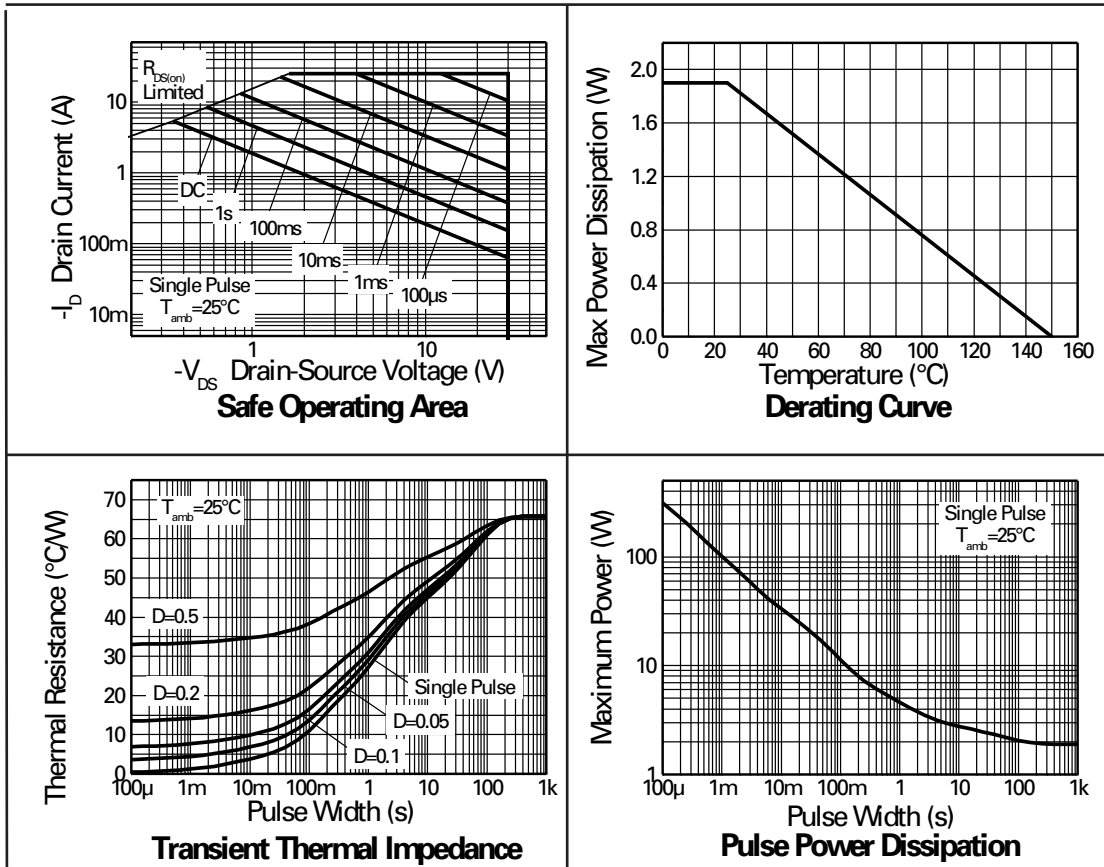 R
DS(on)
Limited
10
1
100m
10m
-I_D Drain Current (A)
DC
1s
100ms
10ms
1ms
100µs
Single Pulse
T_amb=25°C
1
10
-V_DS Drain-Source Voltage (V)
Safe Operating Area
2.0
1.6
1.2
0.8
0.4
0.0
Max Power Dissipation (W)
0
20
40
60
80
100
120
140
160
Temperature (°C)
Derating Curve
70
60
50
40
30
20
10
0
Thermal Resistance (°C/W)
T_amb=25°C
D=0.5
D=0.2
Single Pulse
D=0.05
D=0.1
100µ
1m
10m
100m
1
10
100
1k
Pulse Width (s)
Transient Thermal Impedance
100
10
1
Maximum Power (W)
Single Pulse
T_amb=25°C
100µ
1m
10m
100m
1
10
100
1k
Pulse Width (s)
Pulse Power Dissipation